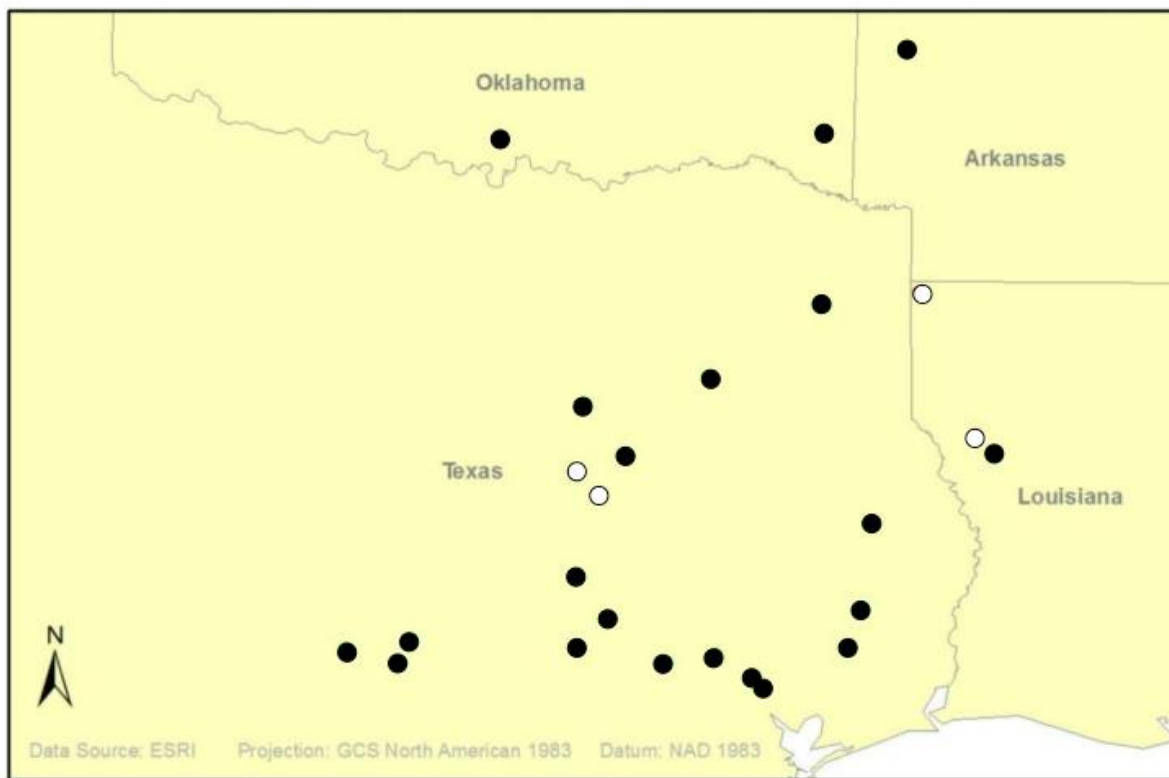 Oklahoma
Arkansas
Texas
Louisiana
N
Data Source: ESRI Projection: GCS North American 1983 Datum: NAD 1983